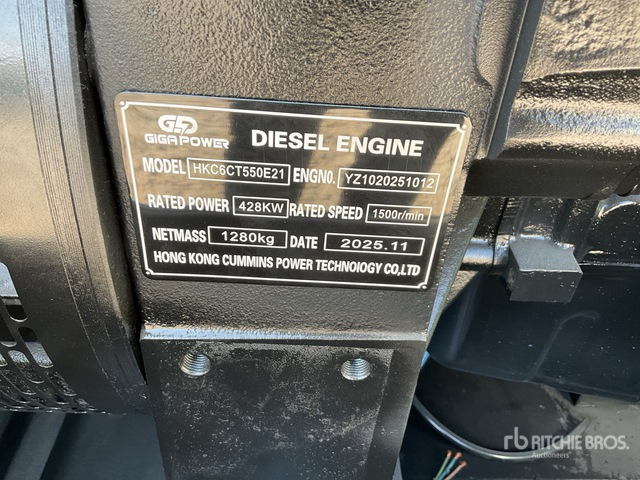 GIGA POWER
DIESEL ENGINE
MODEL HKC6CT550E21 ENGNO. YZ1020251012
RATED POWER 428KW RATED SPEED 1500r/min
NETMASS 1280kg DATE 2025.11
HONG KONG CUMMINS POWER TECHNOIOGY CO,LTD
rb RITCHIE BROS.
Auctioneers